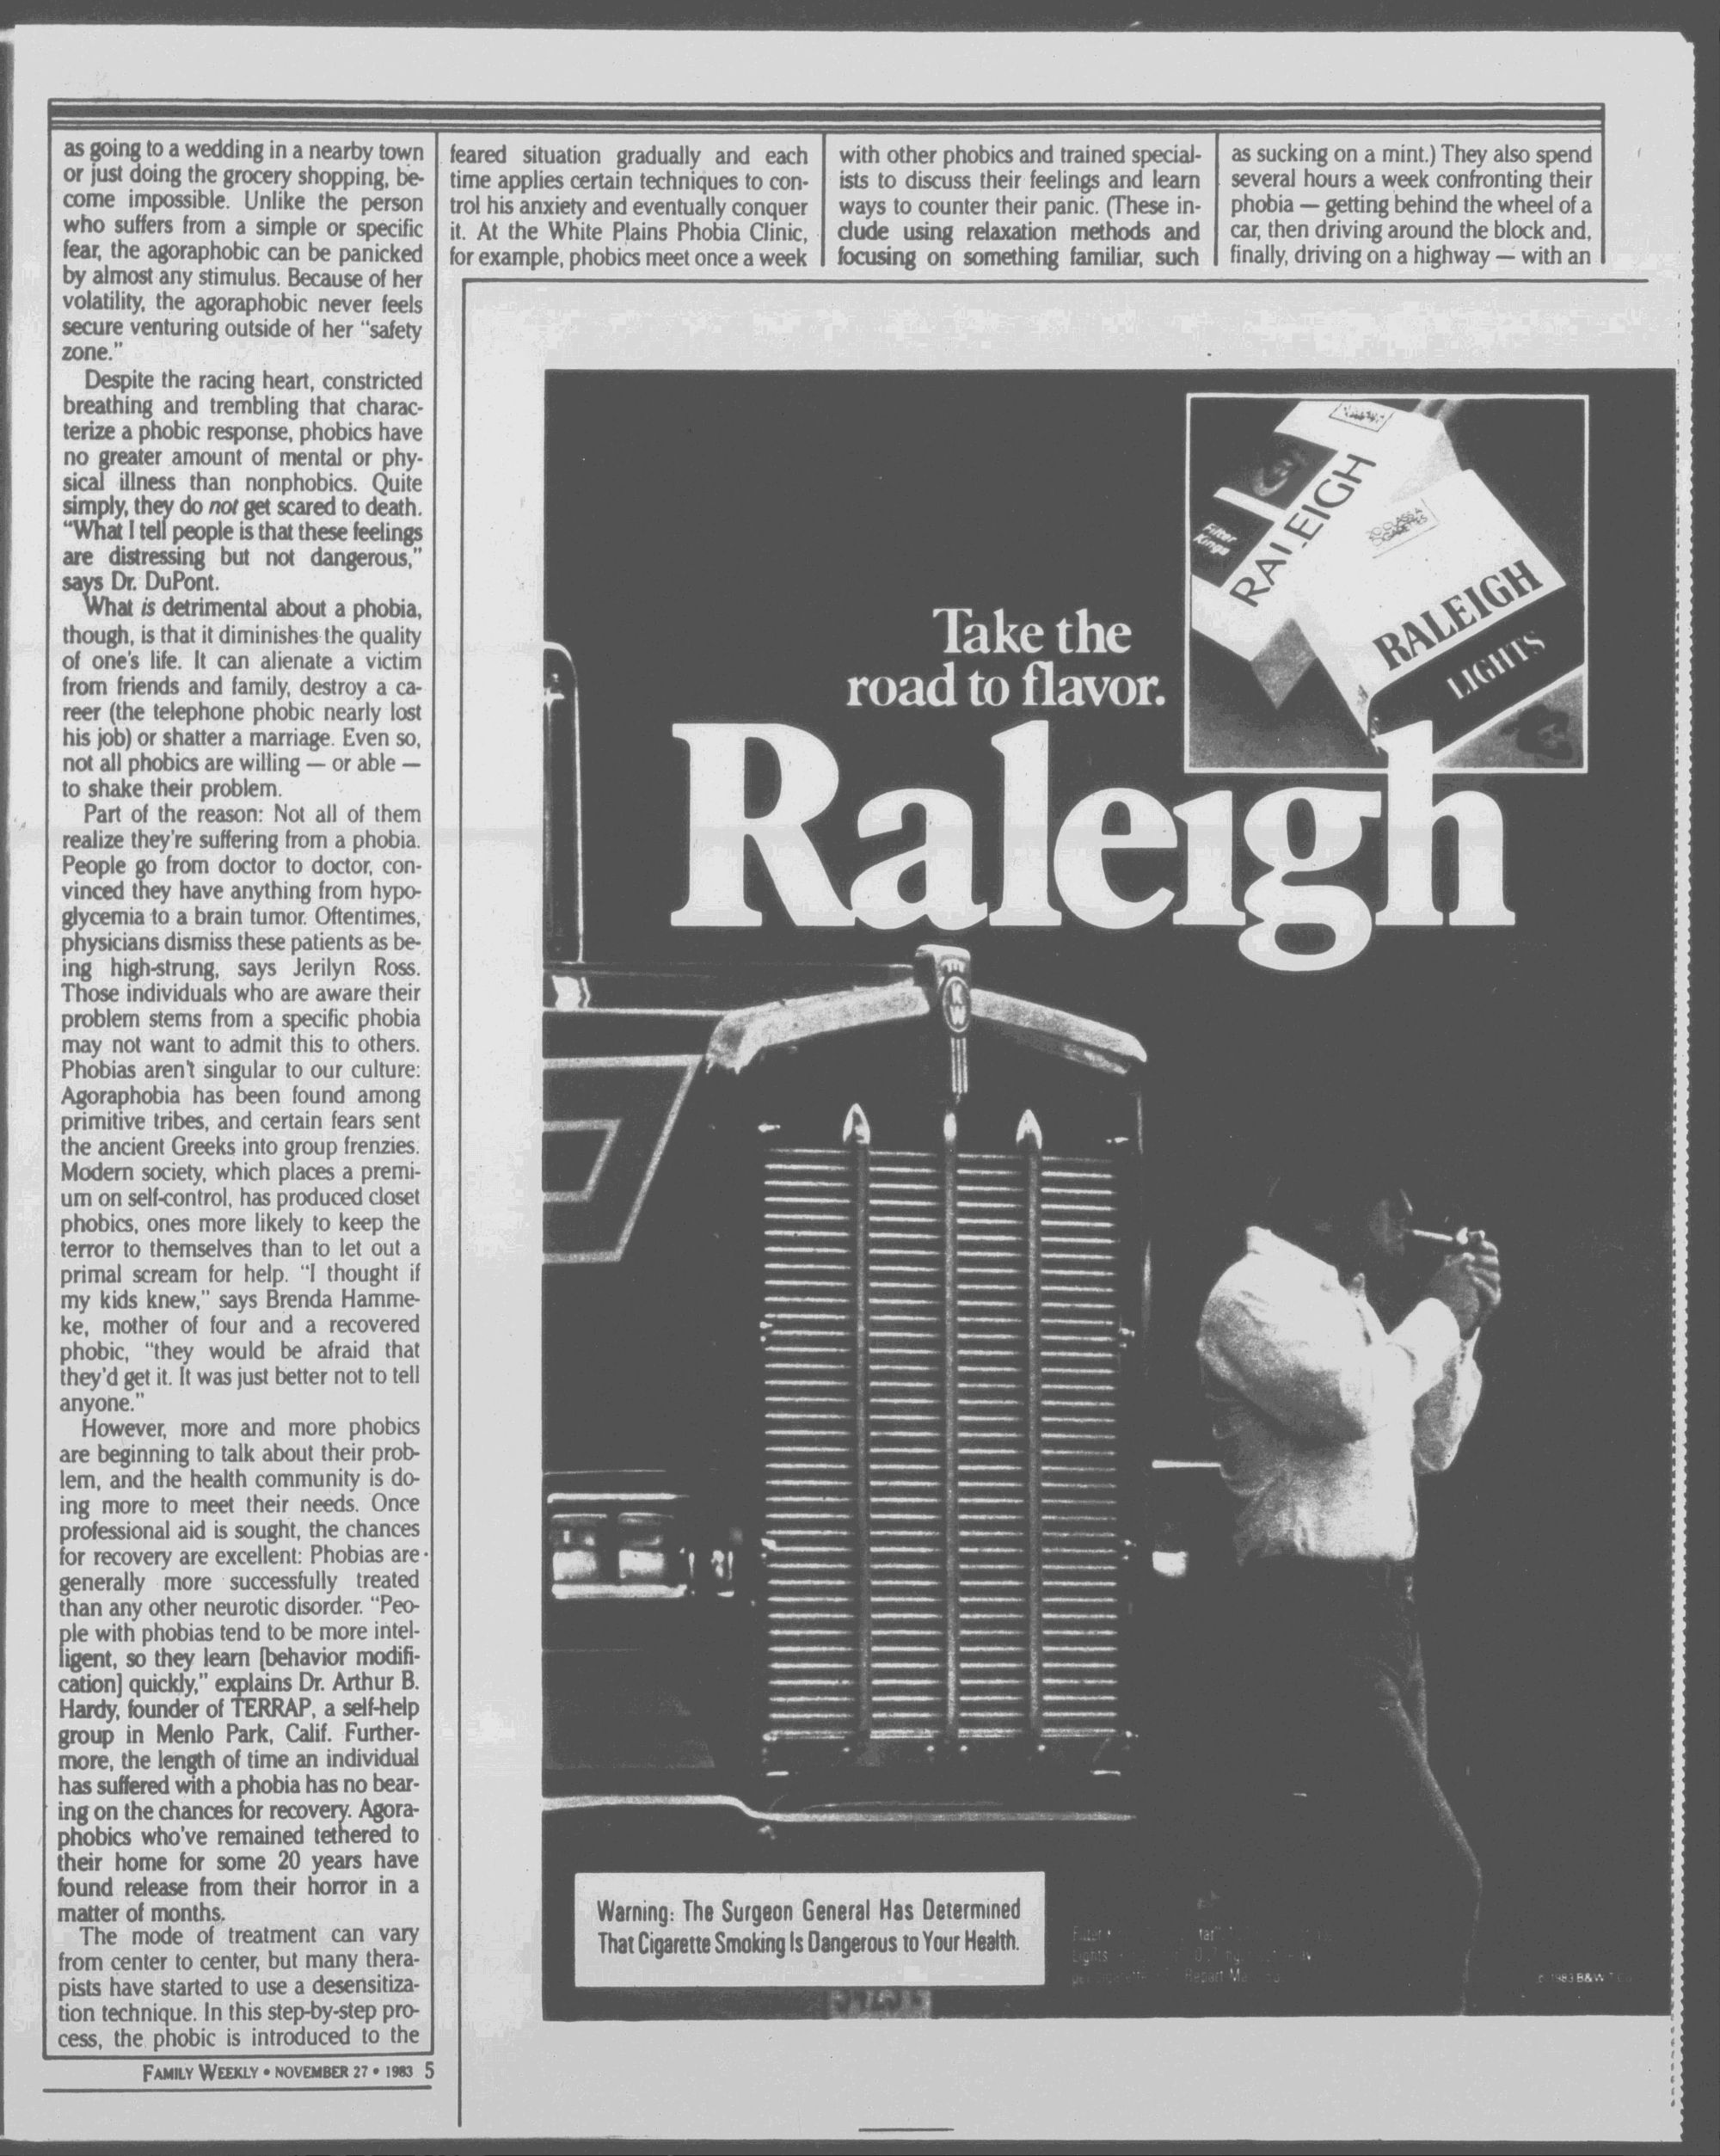 as going to a wedding in a nearby town
or just doing the grocery shopping, be-
come impossible. Unlike the person
who suffers from a simple or specific
fear, the agoraphobic can be panicked
by almost any stimulus. Because of her
volatility, the agoraphobic never feels
secure venturing outside of her "safety
zone."
Despite the racing heart, constricted
breathing and trembling that charac-
terize a phobic response, phobics have
no greater amount of mental or phy-
sical illness than nonphobics. Quite
simply, they do not get scared to death.
"What I tell people is that these feelings
are distressing but not dangerous,"
says Dr. DuPont.
What is detrimental about a phobia,
though, is that it diminishes the quality
of one's life. It can alienate a victim
from friends and family, destroy a ca-
reer (the telephone phobic nearly lost
his job) or shatter a marriage. Even so,
not all phobics are willing — or able —
to shake their problem.
Part of the reason: Not all of them
realize they're suffering from a phobia.
People go from doctor to doctor, con-
vinced they have anything from hypo-
glycemia to a brain tumor. Oftentimes,
physicians dismiss these patients as be-
ing high-strung, says Jerilyn Ross.
Those individuals who are aware their
problem stems from a specific phobia
may not want to admit this to others.
Phobias aren't singular to our culture:
Agoraphobia has been found among
primitive tribes, and certain fears sent
the ancient Greeks into group frenzies.
Modern society, which places a premi-
um on self-control, has produced closet
phobics, ones more likely to keep the
terror to themselves than to let out a
primal scream for help. "I thought if
my kids knew," says Brenda Hamme-
ke, mother of four and a recovered
phobic, "they would be afraid that
they'd get it. It was just better not to tell
anyone."
However, more and more phobics
are beginning to talk about their prob-
lem, and the health community is do-
ing more to meet their needs. Once
professional aid is sought, the chances
for recovery are excellent: Phobias are
generally more successfully treated
than any other neurotic disorder. "Peo-
ple with phobias tend to be more intel-
ligent, so they learn [behavior modifi-
cation] quickly," explains Dr. Arthur B.
Hardy, founder of TERRAP, a self-help
group in Menlo Park, Calif. Further-
more, the length of time an individual
has suffered with a phobia has no bear-
ing on the chances for recovery. Agora-
phobics who've remained tethered to
their home for some 20 years have
found release from their horror in a
matter of months.
The mode of treatment can vary
from center to center, but many thera-
pists have started to use a desensitiza-
tion technique. In this step-by-step pro-
cess, the phobic is introduced to the
feared situation gradually and each
time applies certain techniques to con-
trol his anxiety and eventually conquer
it. At the White Plains Phobia Clinic,
for example, phobics meet once a week
with other phobics and trained special-
ists to discuss their feelings and learn
ways to counter their panic. (These in-
clude using relaxation methods and
focusing on something familiar, such
as sucking on a mint.) They also spend
several hours a week confronting their
phobia — getting behind the wheel of a
car, then driving around the block and,
finally, driving on a highway — with an
Filter
Kings
RALEIGH
20 CLASS A
CIGARETTES
RALEIGH
LIGHTS
Take the
road to flavor.
Raleigh
KW
Warning: The Surgeon General Has Determined
That Cigarette Smoking Is Dangerous to Your Health.
1983 B&W
FAMILY WEEKLY • NOVEMBER 27 • 1983 5